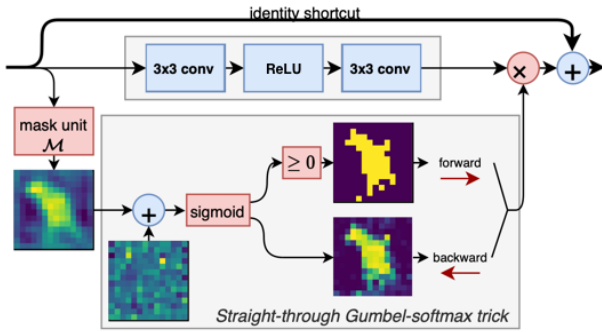 identity shortcut
3x3 conv
ReLU
3x3 conv
×
+
mask unit
M
≥ 0
forward
+
sigmoid
backward
Straight-through Gumbel-softmax trick